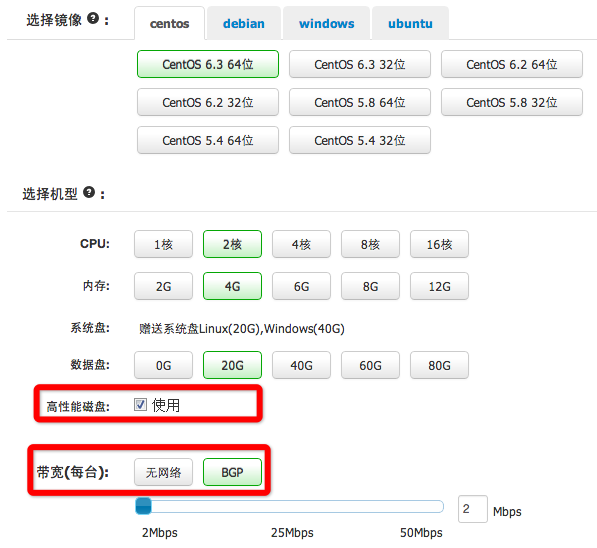 选择镜像 ? : centos debian windows ubuntu
CentOS 6.3 64位 CentOS 6.3 32位 CentOS 6.2 64位
CentOS 6.2 32位 CentOS 5.8 64位 CentOS 5.8 32位
CentOS 5.4 64位 CentOS 5.4 32位
选择机型 ? :
CPU: 1核 2核 4核 8核 16核
内存: 2G 4G 6G 8G 12G
系统盘: 赠送系统盘Linux(20G),Windows(40G)
数据盘: 0G 20G 40G 60G 80G
高性能磁盘: 使用
带宽(每台): 无网络 BGP
2 Mbps
2Mbps 25Mbps 50Mbps